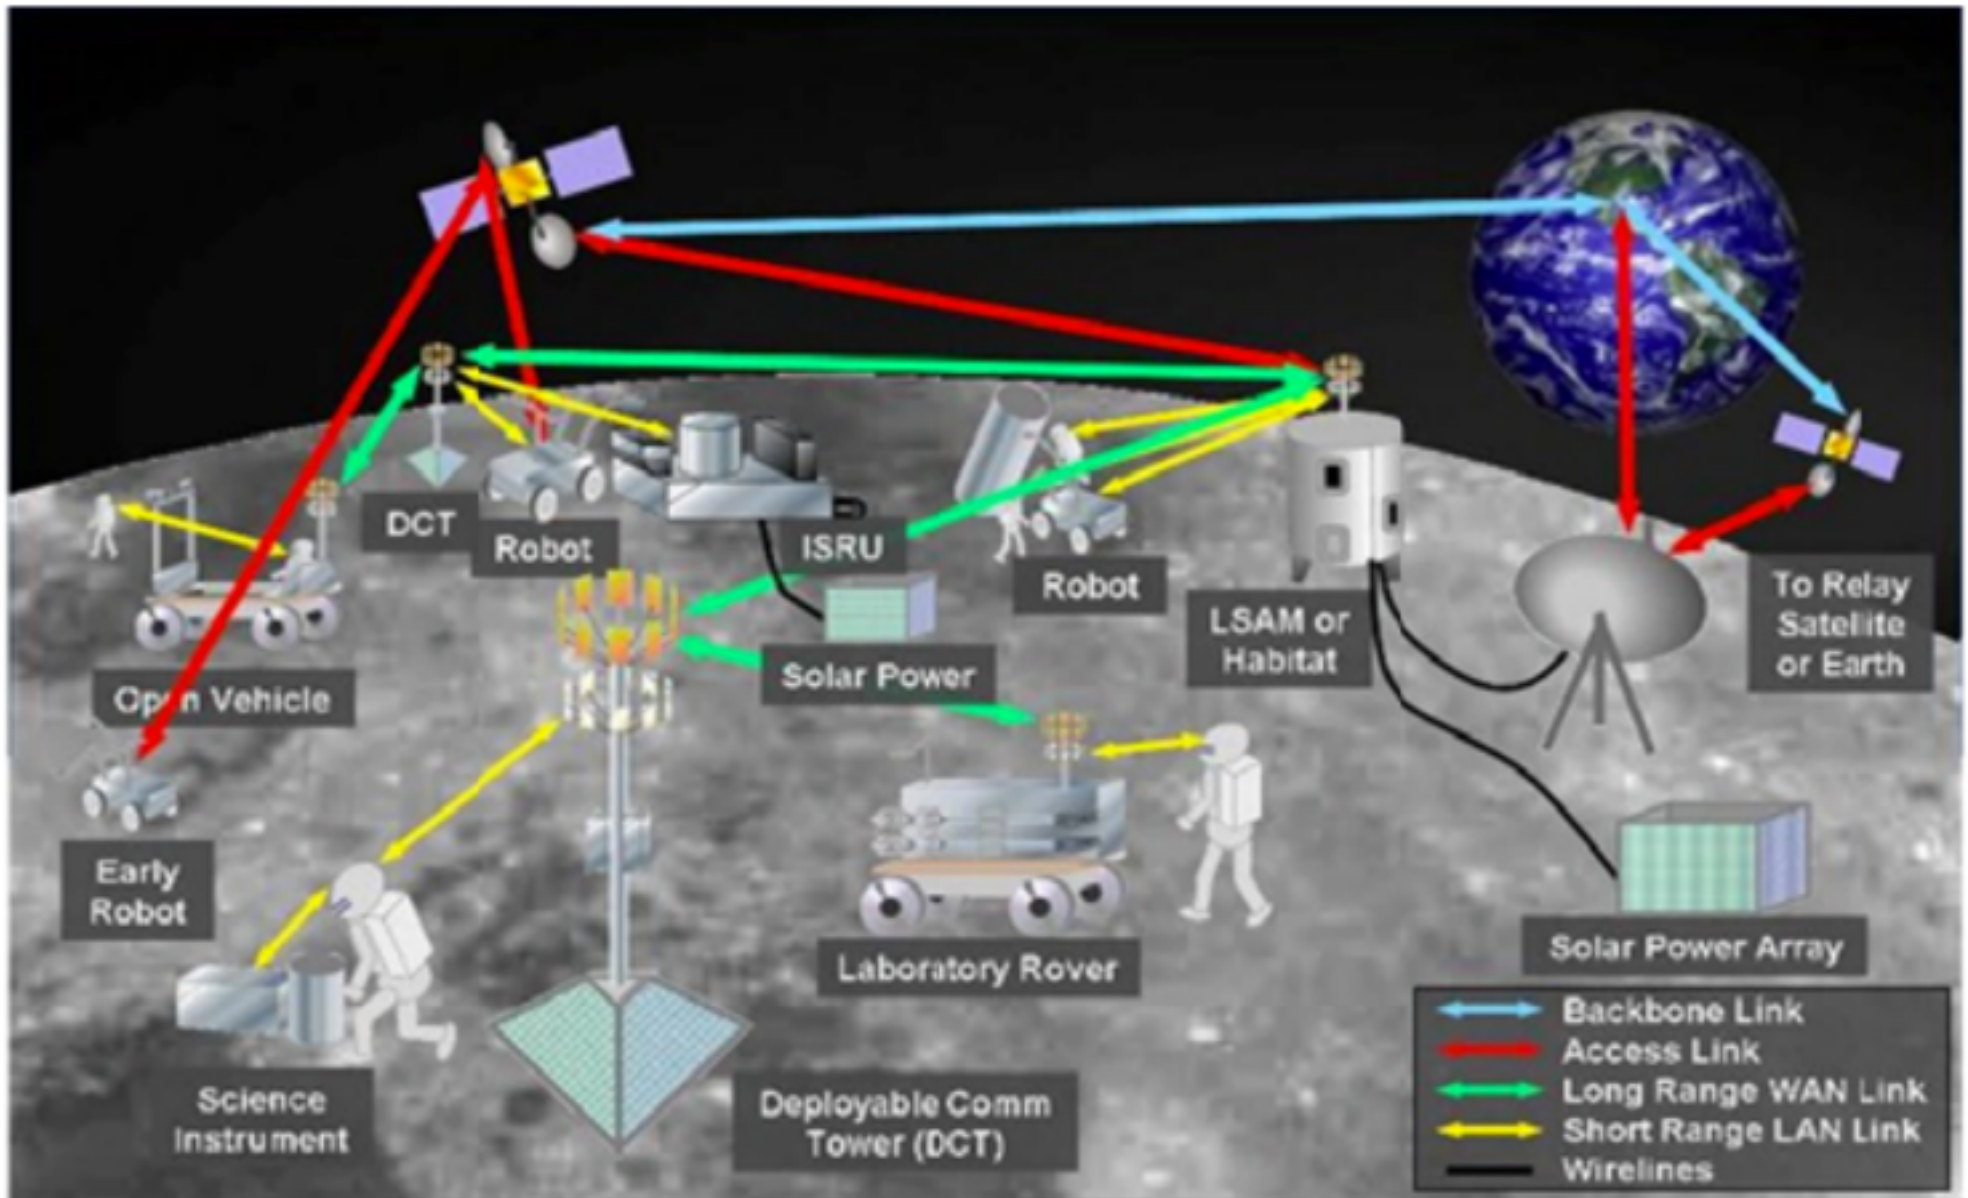 DCT
Robot
ISRU
Robot
To Relay
Satellite
or Earth
LSAM or
Habitat
Solar Power
Open Vehicle
Early
Robot
Laboratory Rover
Solar Power Array
Science
Instrument
Deployable Comm
Tower (DCT)
Backbone Link
Access Link
Long Range WAN Link
Short Range LAN Link
Wirelines